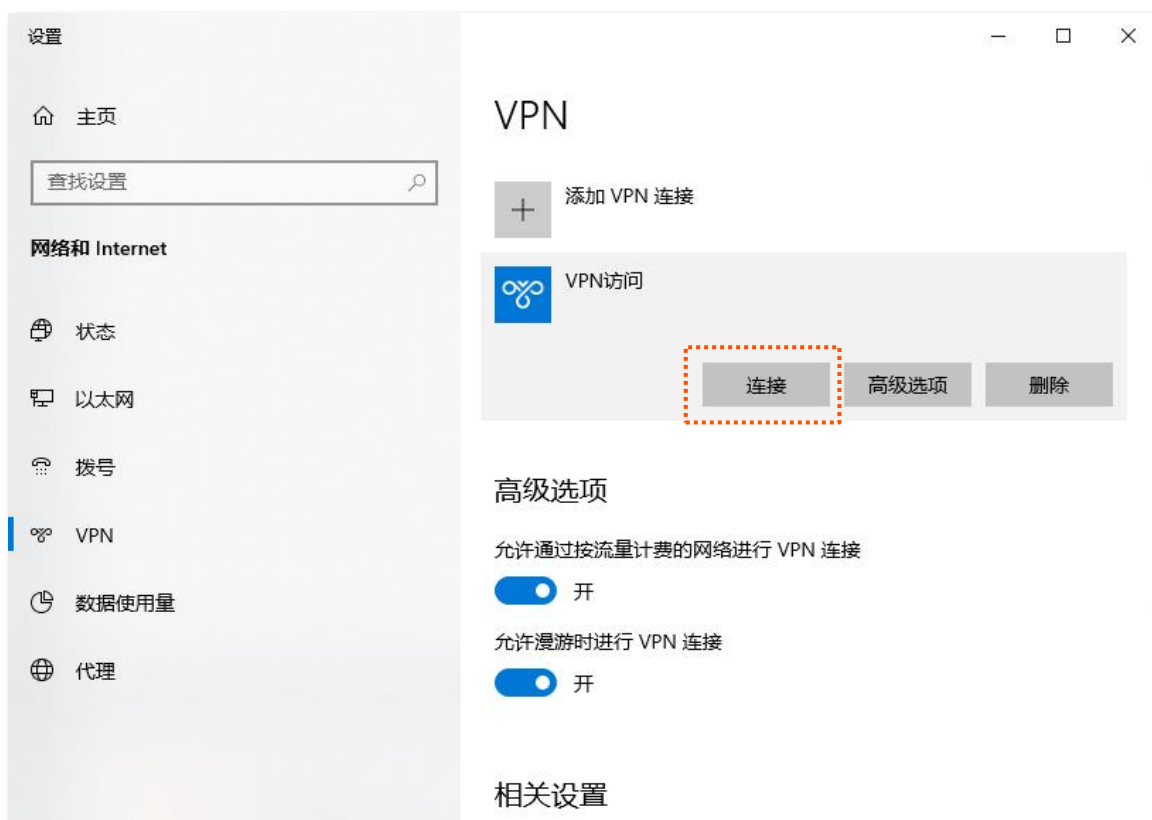 设置
主页
查找设置
网络和 Internet
状态
以太网
拨号
VPN
数据使用量
代理
VPN
添加 VPN 连接
VPN访问
连接
高级选项
删除
高级选项
允许通过按流量计费的网络进行 VPN 连接
开
允许漫游时进行 VPN 连接
开
相关设置